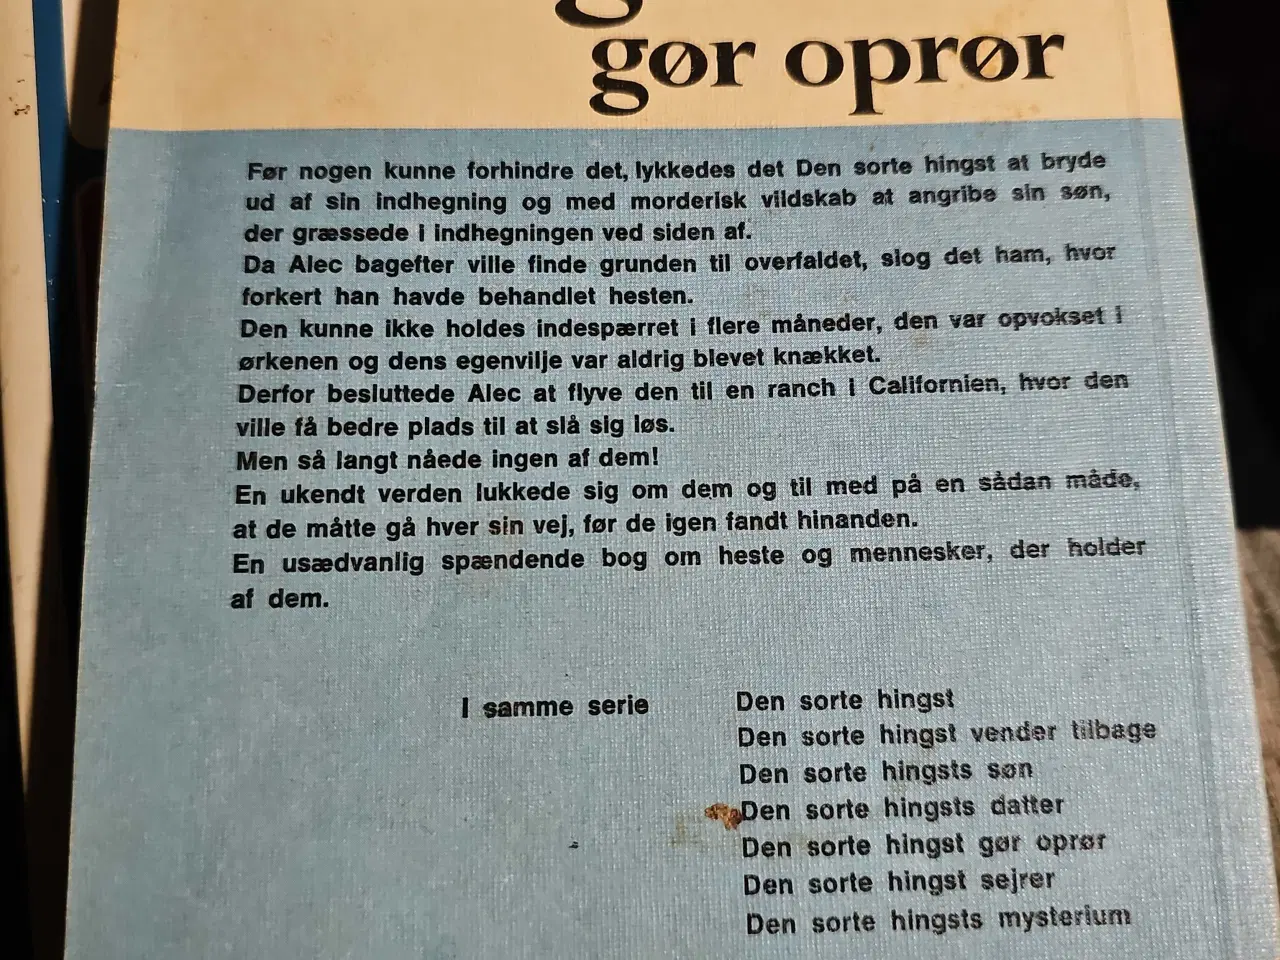 gør oprør
Før nogen kunne forhindre det, lykkedes det Den sorte hingst at bryde
ud af sin indhegning og med morderisk vildskab at angribe sin søn,
der græssede i indhegningen ved siden af.
Da Alec bagefter ville finde grunden til overfaldet, slog det ham, hvor
forkert han havde behandlet hesten.
Den kunne ikke holdes indespærret i flere måneder, den var opvokset i
ørkenen og dens egenvilje var aldrig blevet knækket.
Derfor besluttede Alec at flyve den til en ranch i Californien, hvor den
ville få bedre plads til at slå sig løs.
Men så langt nåede ingen af dem!
En ukendt verden lukkede sig om dem og til med på en sådan måde,
at de måtte gå hver sin vej, før de igen fandt hinanden.
En usædvanlig spændende bog om heste og mennesker, der holder
af dem.
I samme serie
Den sorte hingst
Den sorte hingst vender tilbage
Den sorte hingsts søn
Den sorte hingsts datter
Den sorte hingst gør oprør
Den sorte hingst sejrer
Den sorte hingsts mysterium